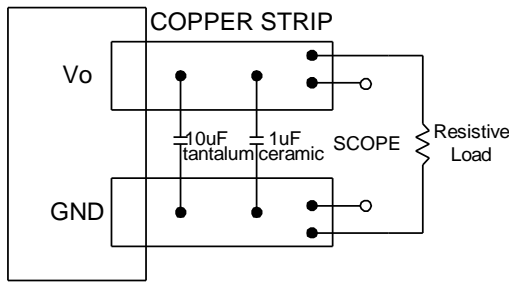 COPPER STRIP
Vo
10uF 1uF
tantalum ceramic
SCOPE
Resistive
Load
GND